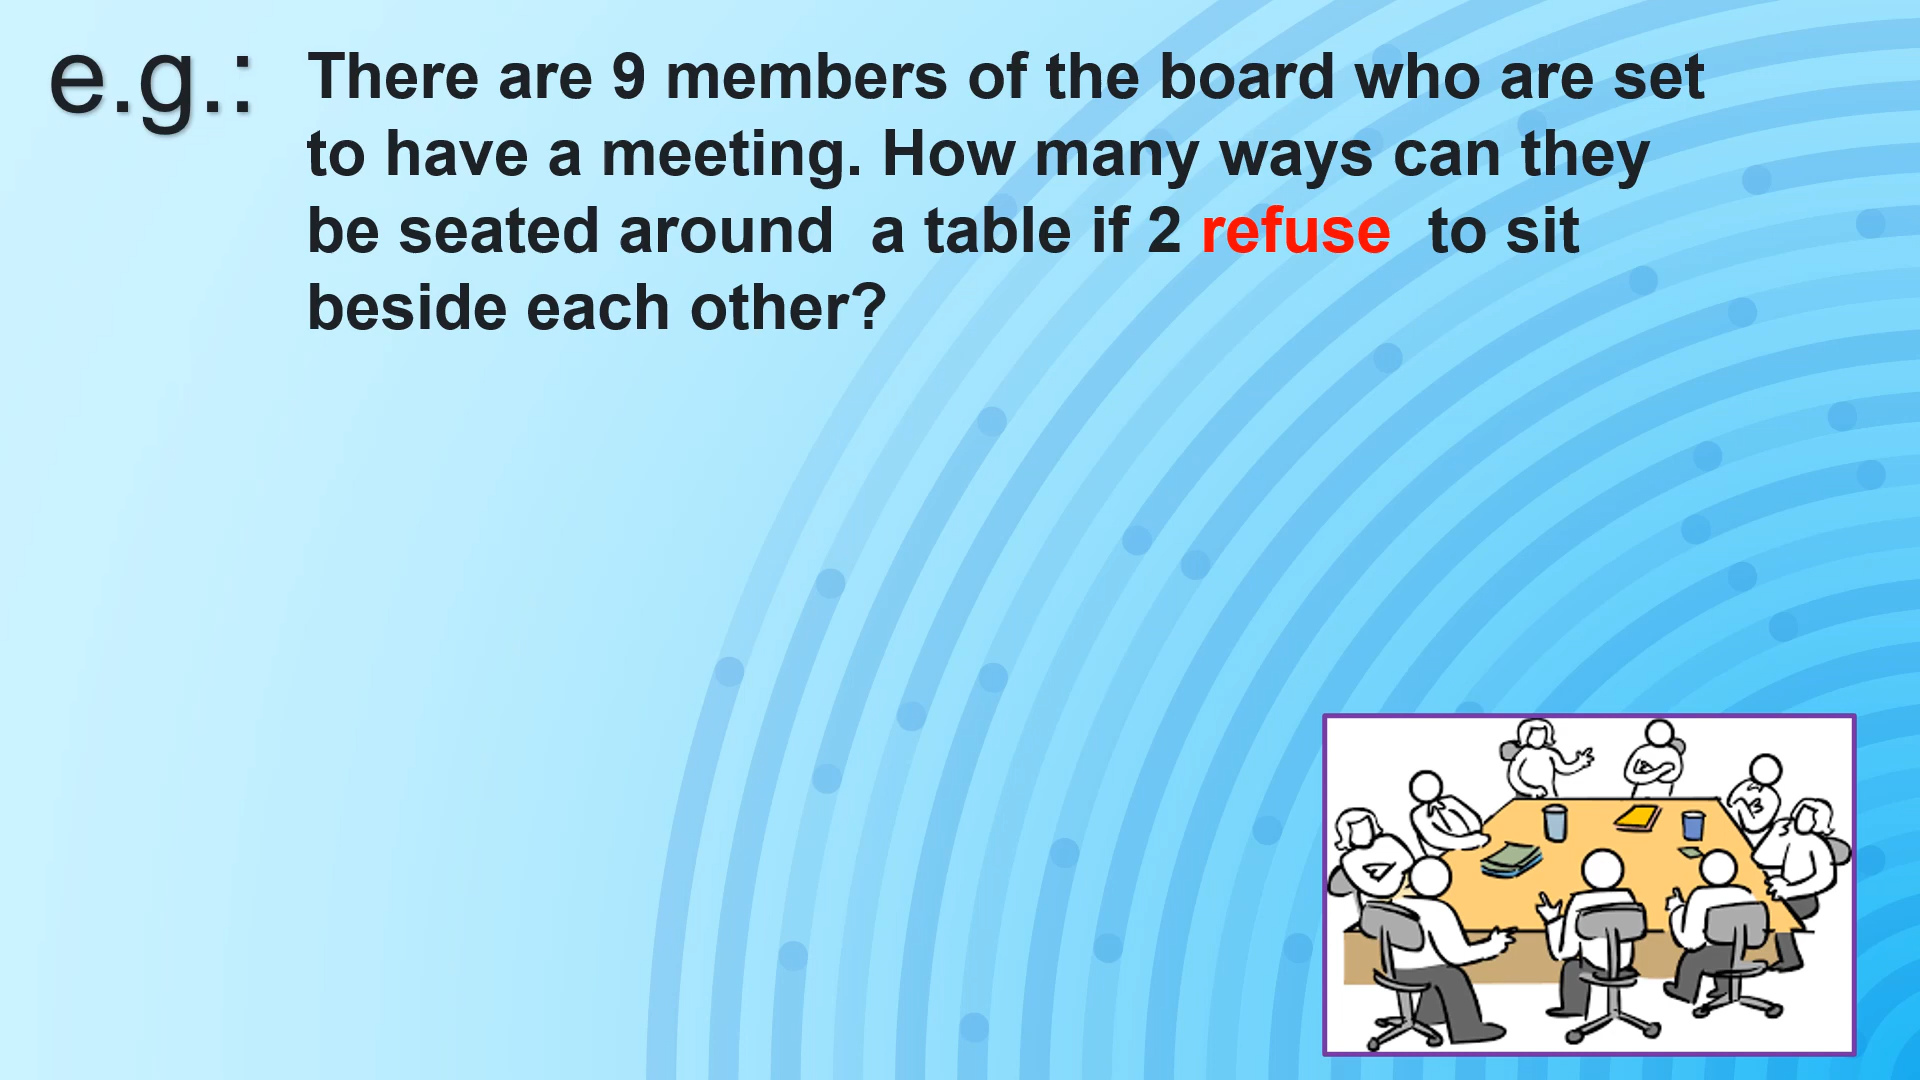 e.g.: There are 9 members of the board who are set
to have a meeting. How many ways can they
be seated around a table if 2 refuse to sit
beside each other?